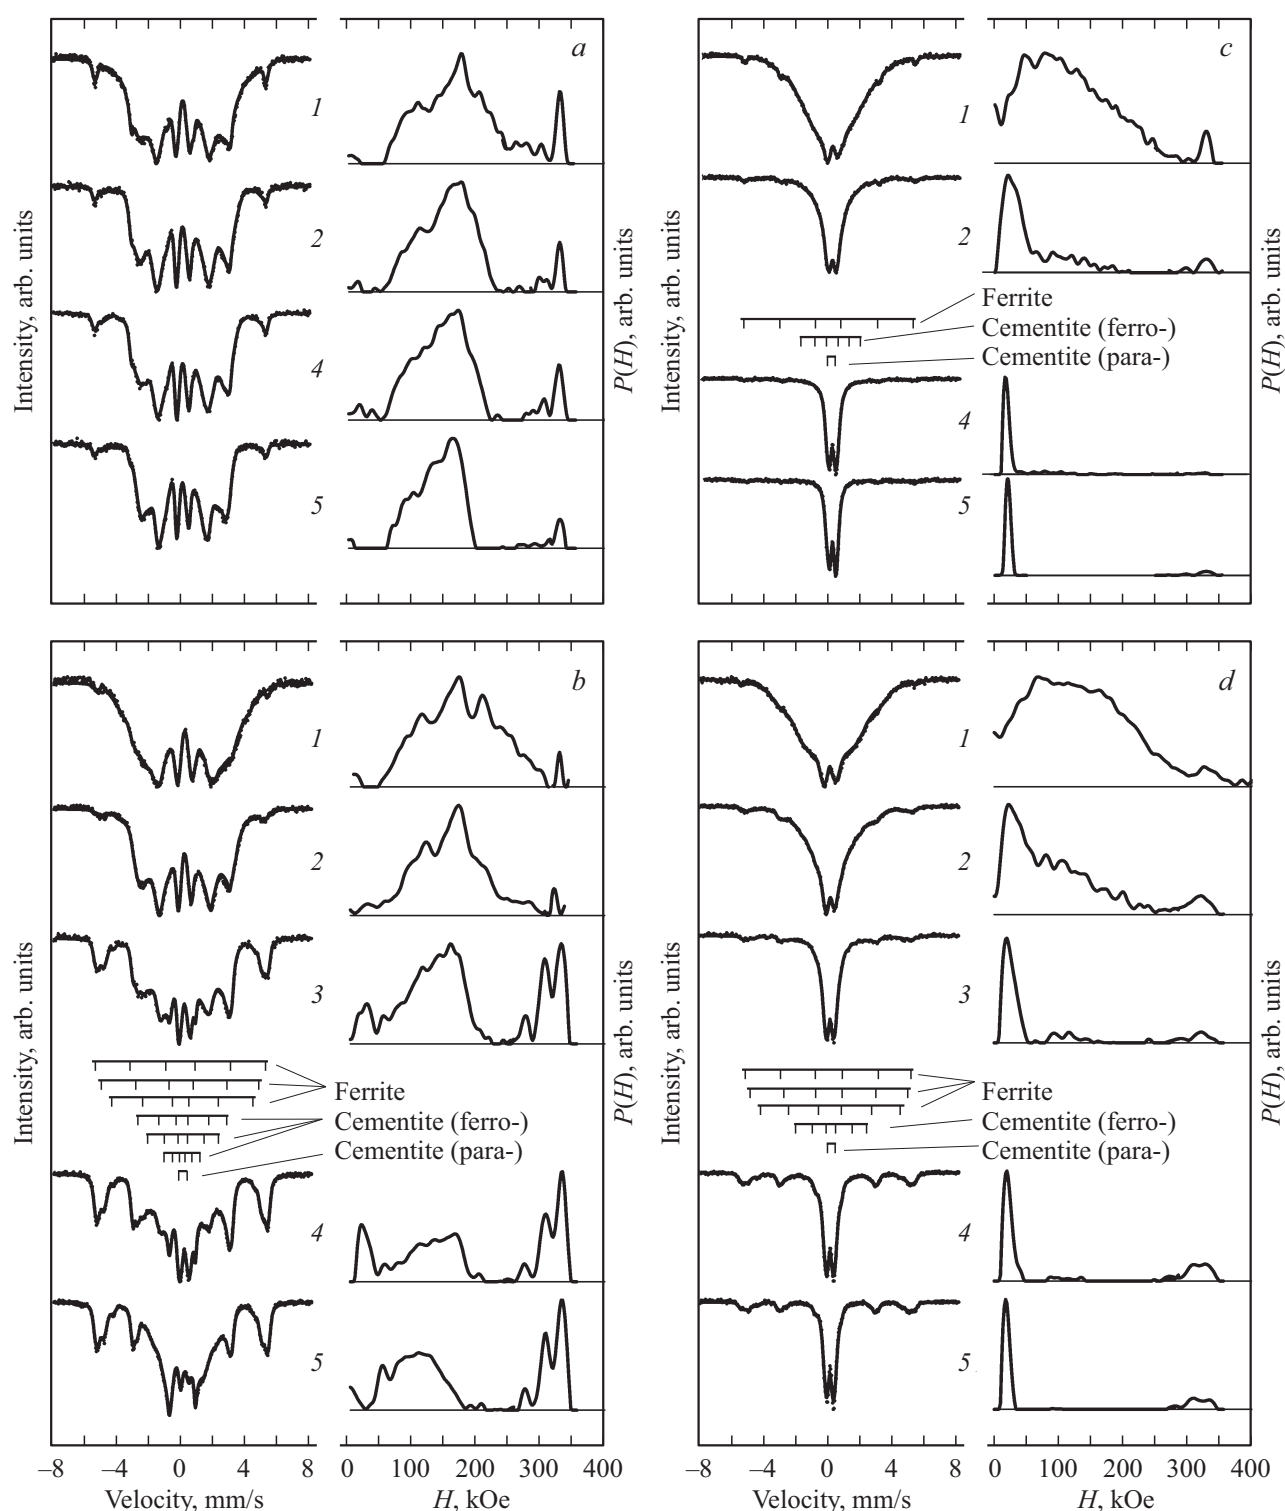 a
1
2
4
5
Intensity, arb. units
P(H), arb. units
c
1
2
Ferrite
Cementite (ferro-)
Cementite (para-)
4
5
Intensity, arb. units
P(H), arb. units
b
1
2
3
Ferrite
Cementite (ferro-)
Cementite (para-)
4
5
Intensity, arb. units
P(H), arb. units
–8 –4 0 4 8
Velocity, mm/s
0 100 200 300 400
H, kOe
d
1
2
3
Ferrite
Cementite (ferro-)
Cementite (para-)
4
5
Intensity, arb. units
P(H), arb. units
–8 –4 0 4 8
Velocity, mm/s
0 100 200 300 400
H, kOe